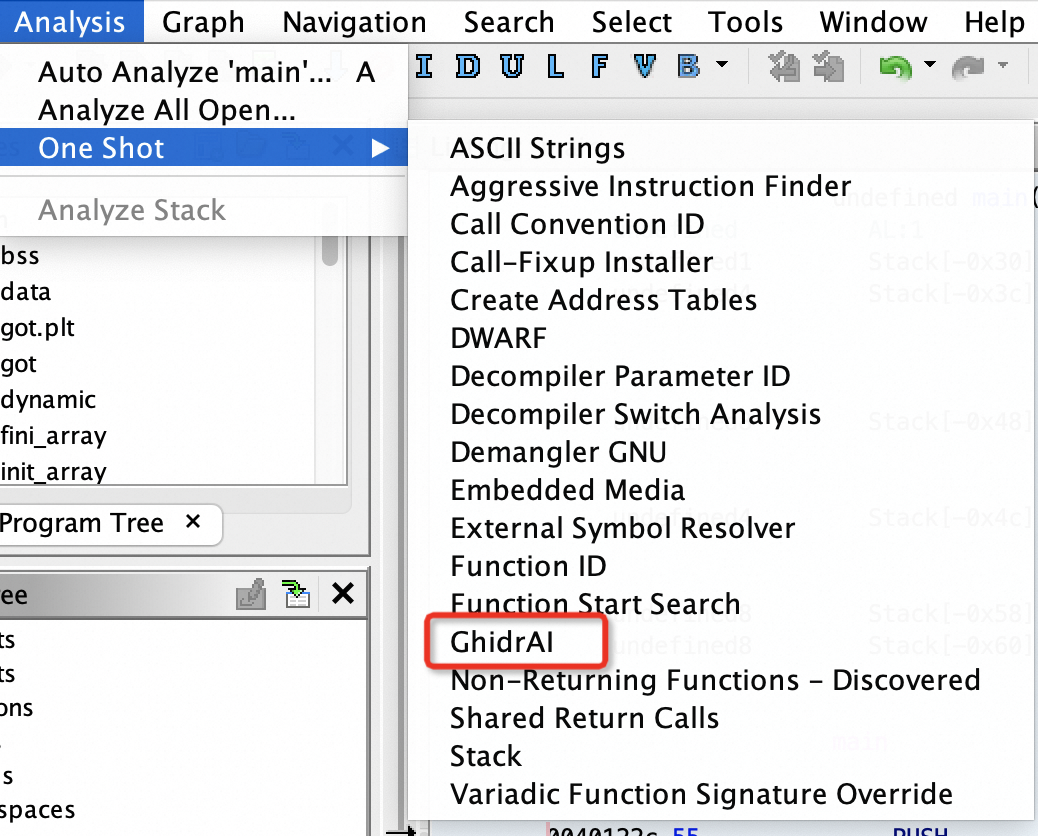 Analysis Graph Navigation Search Select Tools Window Help
Auto Analyze 'main'... A
I D U L F V B
Analyze All Open...
One Shot
Analyze Stack
bss
data
got.plt
got
dynamic
fini_array
init_array
Program Tree
ee
ts
ts
ons
s
spaces
ASCII Strings
Aggressive Instruction Finder
undefined main(
Call Convention ID
AL:1
Call-Fixup Installer
Stack[-0x30]
Create Address Tables
Stack[-0x3c]
DWARF
Decompiler Parameter ID
Decompiler Switch Analysis
Stack[-0x48]
Demangler GNU
Embedded Media
undefined4 Stack[-0x4c]
External Symbol Resolver
Function ID
Function Start Search
undefined8 Stack[-0x58]
GhidrAI
undefined8 Stack[-0x60]
Non-Returning Functions - Discovered
Shared Return Calls
main
Stack
Variadic Function Signature Override
0040122c 55 PUSH